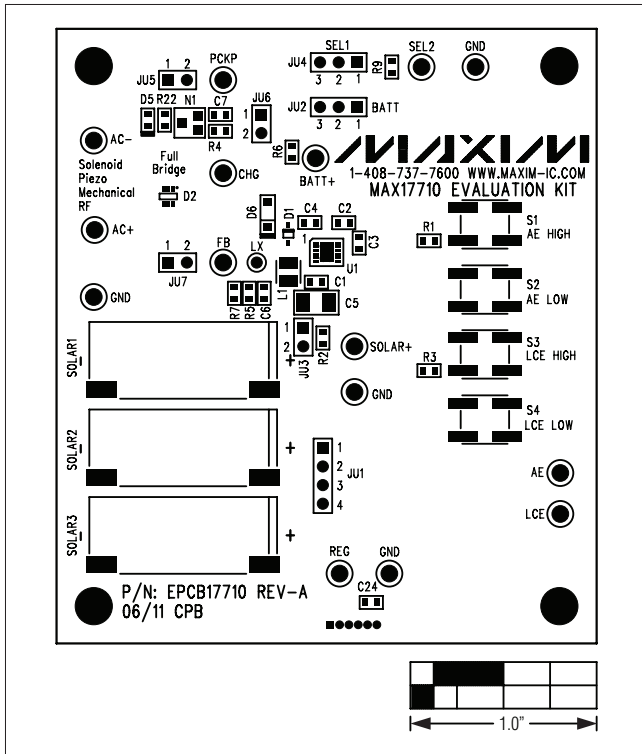 SEL1
SEL2
GND
1 2
PCKP
JU4
3 2 1
R9
JU5
JU6
JU2
BATT
3 2 1
D5
R22
N1
C7
1
2
R4
R6
BATT+
MAXIM
1-408-737-7600 WWW.MAXIM-IC.COM
MAX17710 EVALUATION KIT
AC-
Solenoid
Piezo
Mechanical
RF
Full
Bridge
D2
CHG
AC+
D6
D1
C4
C2
C3
1
U1
R1
S1
AE HIGH
1 2
JU7
FB
LX
L1
C1
C5
S2
AE LOW
GND
R7
R5
C6
1
2
JU3
R2
SOLAR+
GND
R3
S3
LCE HIGH
S4
LCE LOW
SOLAR1
-
+
SOLAR2
-
+
1
2
3
4
JU1
AE
LCE
SOLAR3
-
+
REG
GND
C24
P/N: EPCB17710 REV-A
06/11 CPB
1.0"